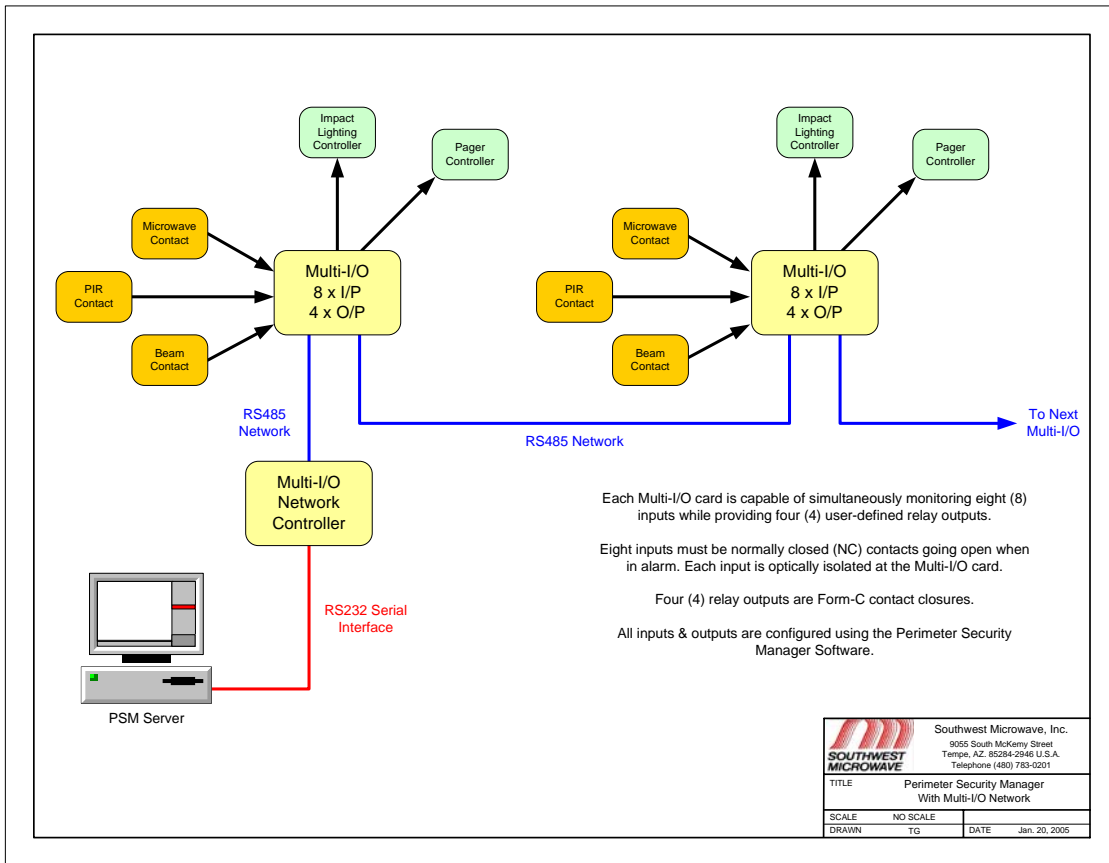 Impact
Lighting
Controller
Pager
Controller
Microwave
Contact
PIR
Contact
Beam
Contact
Multi-I/O
8 x I/P
4 x O/P
Impact
Lighting
Controller
Pager
Controller
Microwave
Contact
PIR
Contact
Beam
Contact
Multi-I/O
8 x I/P
4 x O/P
RS485
Network
RS485 Network
To Next
Multi-I/O
Multi-I/O
Network
Controller
RS232 Serial
Interface
PSM Server
Each Multi-I/O card is capable of simultaneously monitoring eight (8)
inputs while providing four (4) user-defined relay outputs.
Eight inputs must be normally closed (NC) contacts going open when
in alarm. Each input is optically isolated at the Multi-I/O card.
Four (4) relay outputs are Form-C contact closures.
All inputs & outputs are configured using the Perimeter Security
Manager Software.
SOUTHWEST
MICROWAVE
Southwest Microwave, Inc.
9055 South McKemy Street
Tempe, AZ. 85284-2946 U.S.A.
Telephone (480) 783-0201
TITLE Perimeter Security Manager
With Multi-I/O Network
SCALE NO SCALE
DRAWN TG DATE Jan. 20, 2005